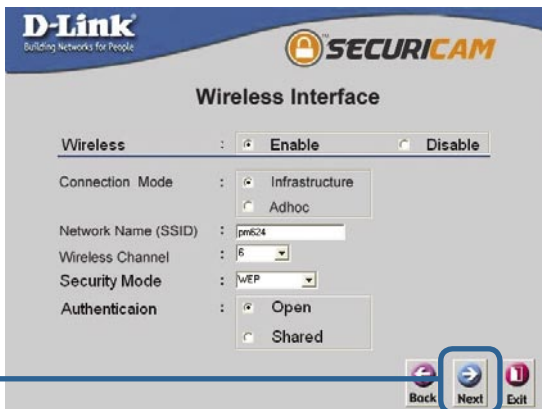 D-Link
Building Networks for People
SECURICAM
Wireless Interface
Wireless : Enable Disable
Connection Mode : Infrastructure
Adhoc
Network Name (SSID) : pm624
Wireless Channel : 6
Security Mode : WEP
Authenticaion : Open
Shared
Back Next Exit